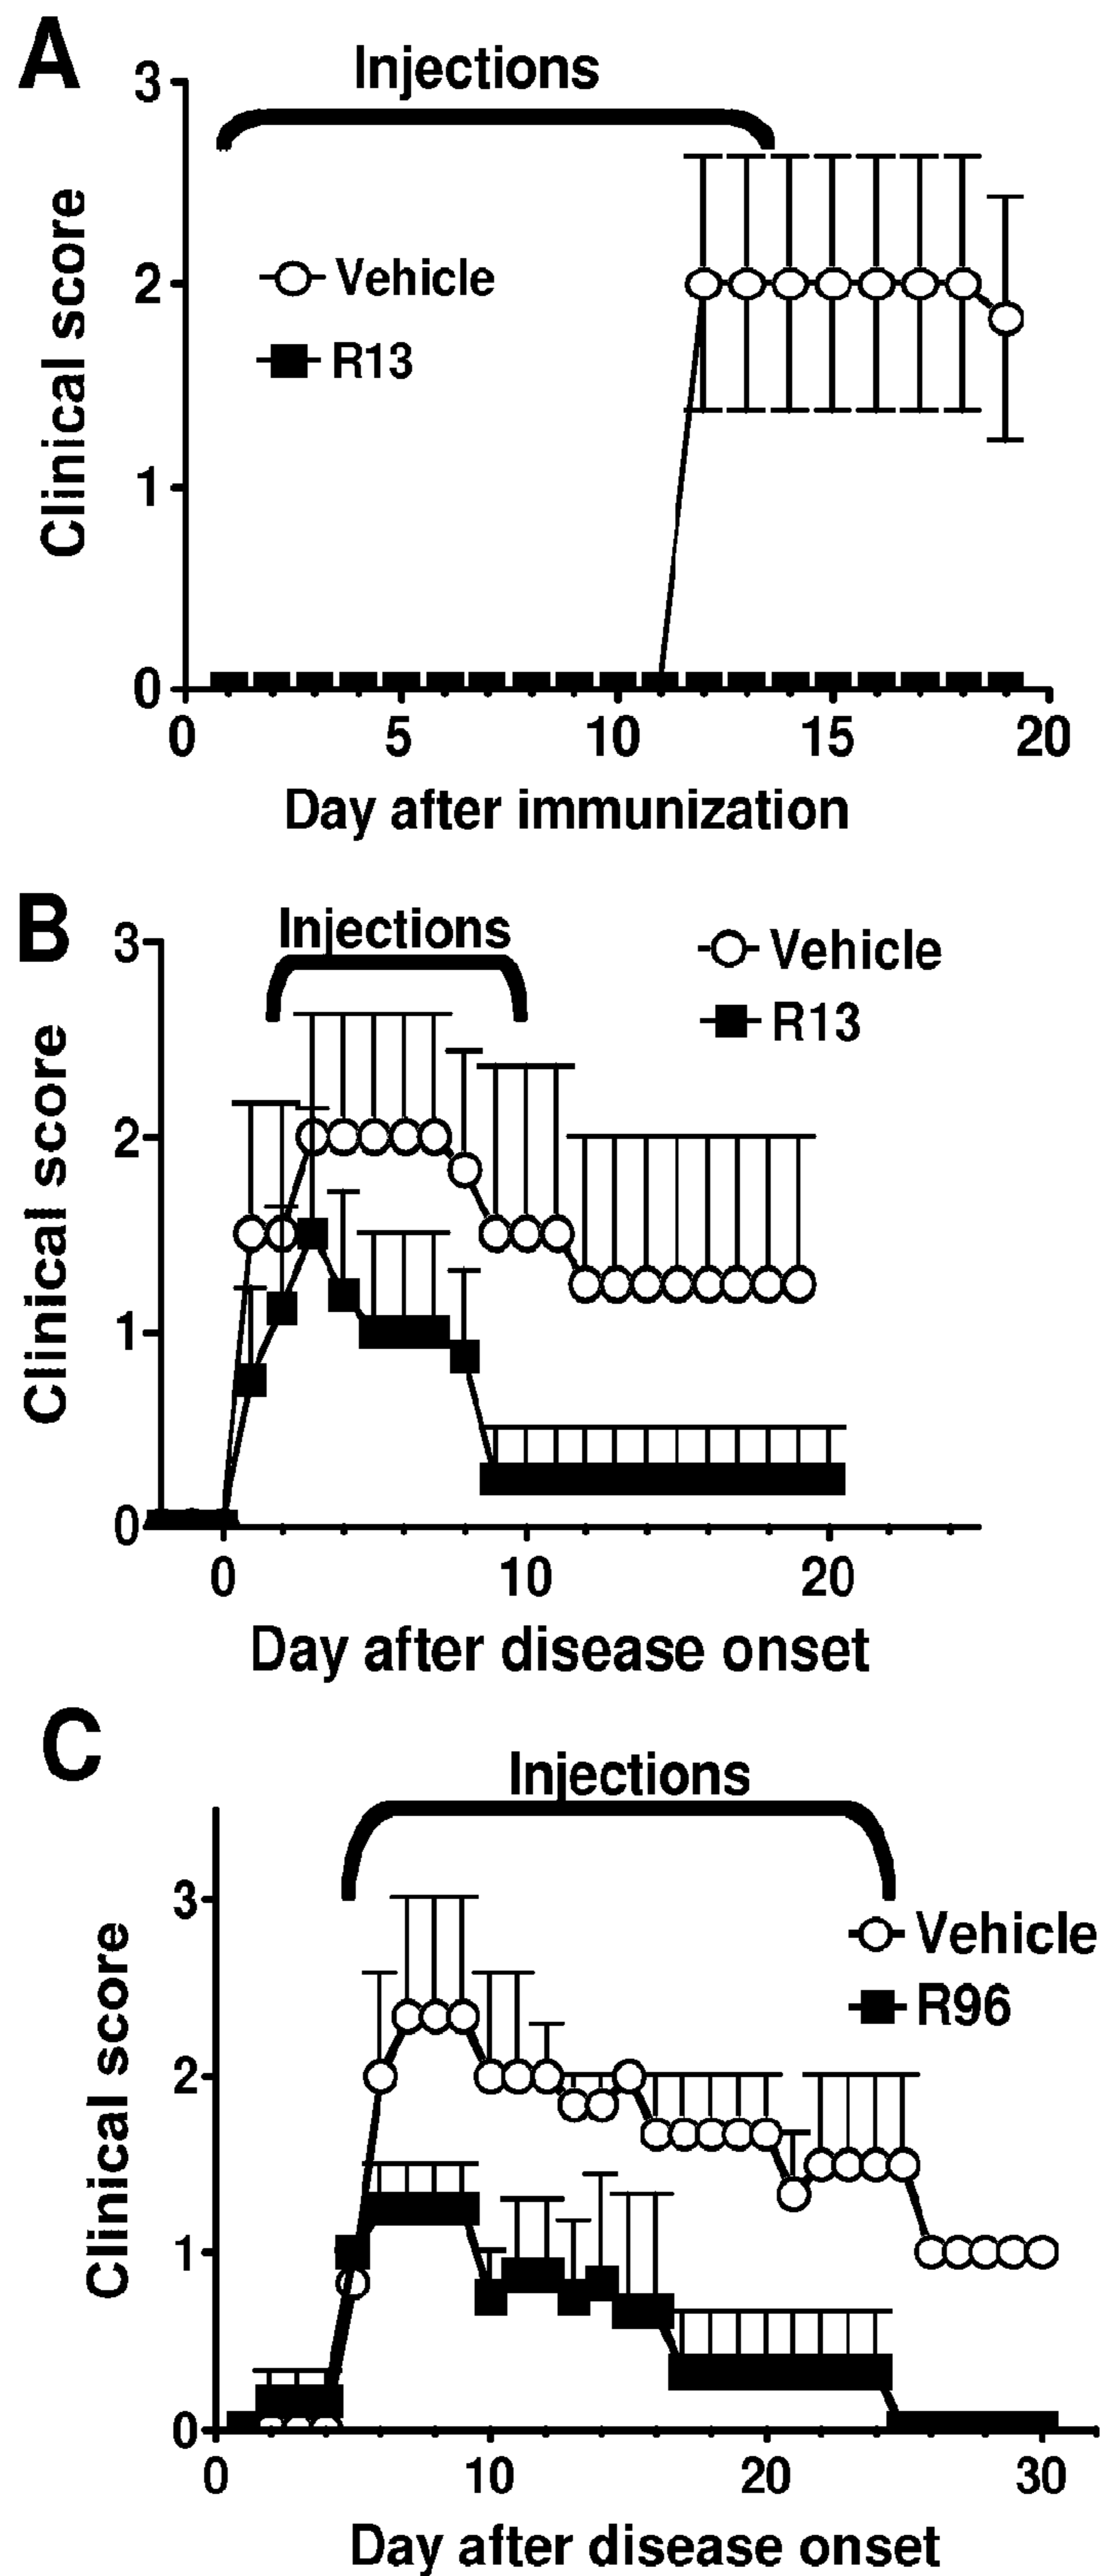 A
Injections
3
2
1
0
Clinical score
Vehicle
R13
0 5 10 15 20
Day after immunization
B
Injections
Vehicle
R13
3
2
1
0
Clinical score
0 10 20
Day after disease onset
C
Injections
Vehicle
R96
3
2
1
0
Clinical score
0 10 20 30
Day after disease onset